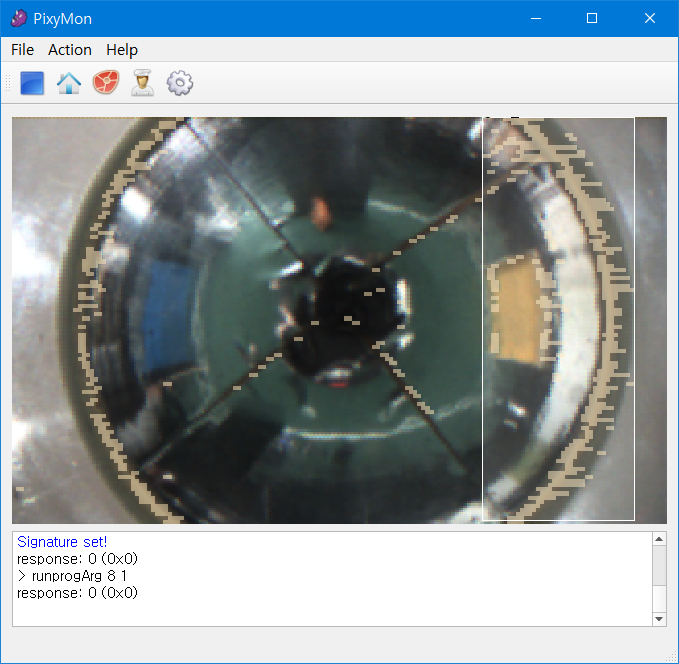 PixyMon
File Action Help
Signature set!
response: 0 (0x0)
> runprogArg 8 1
response: 0 (0x0)